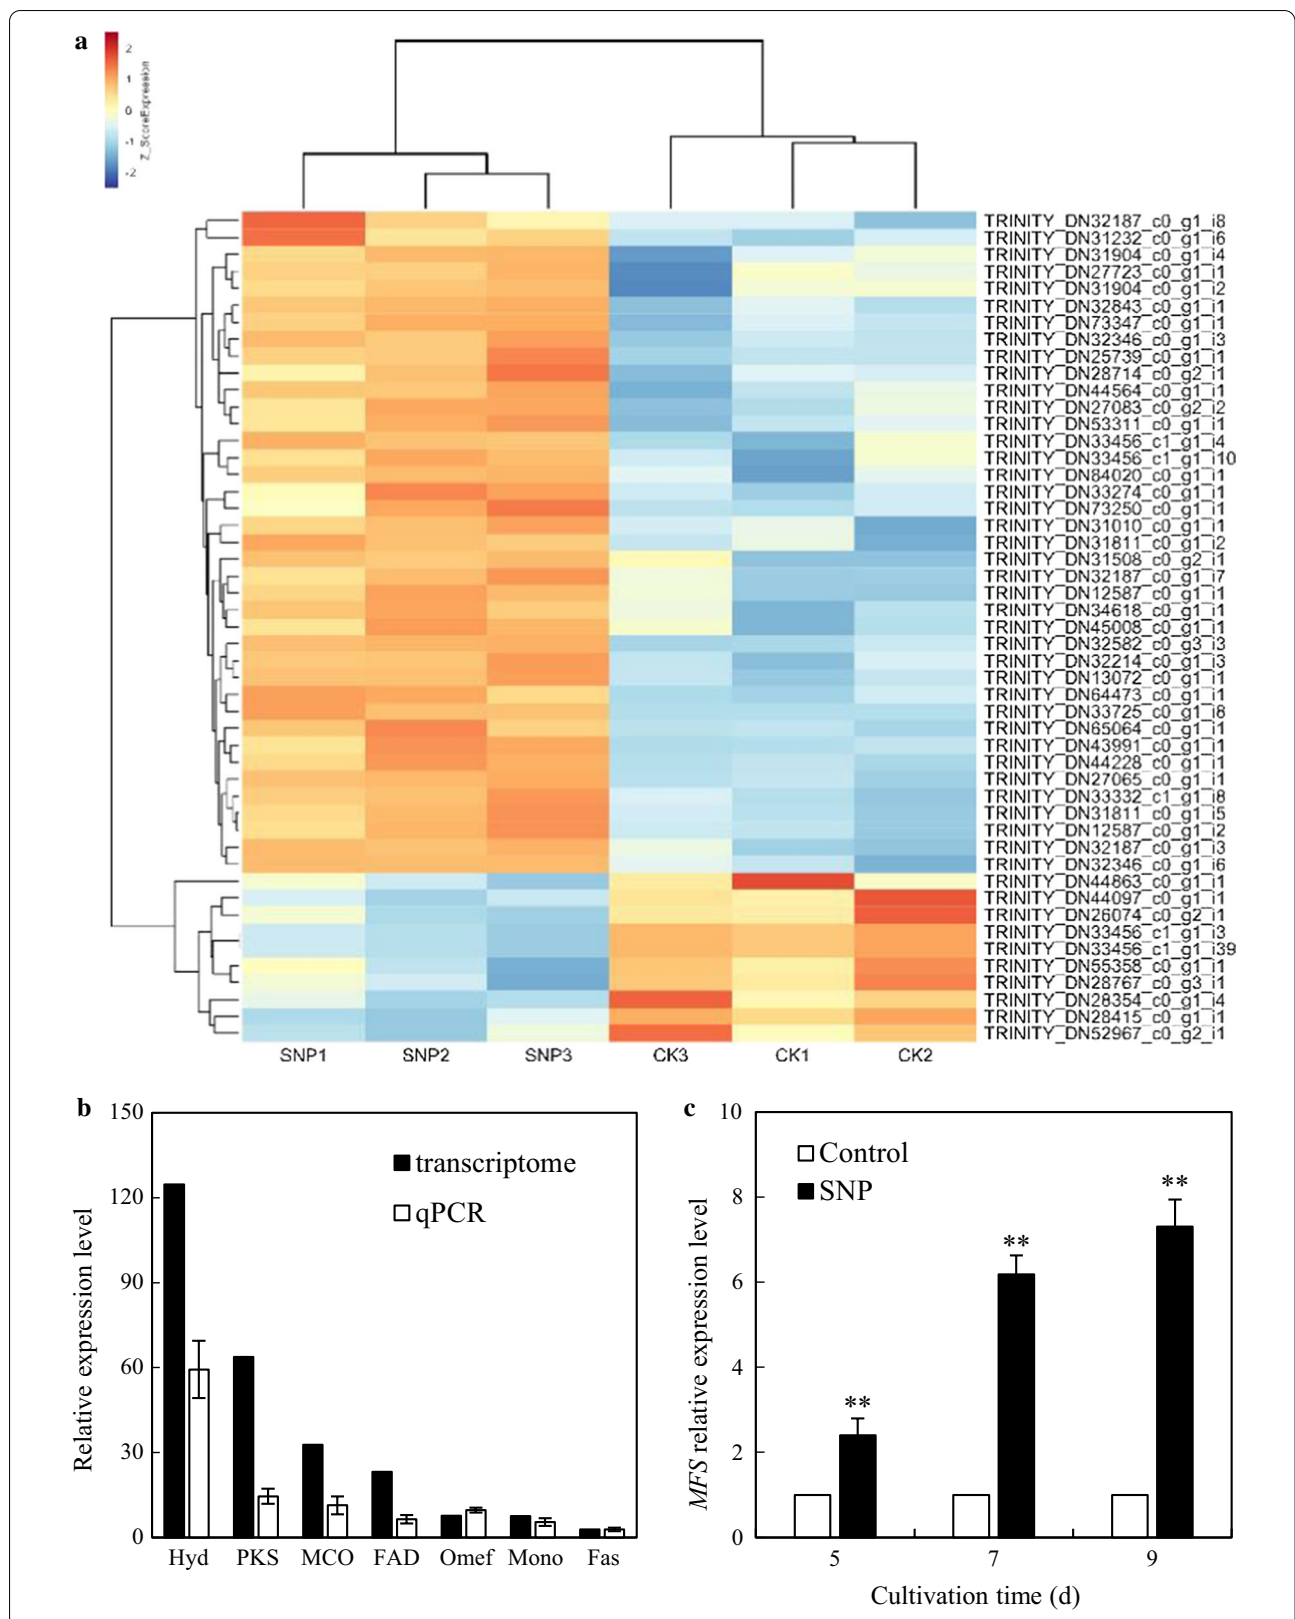 a
2
1
0
-1
-2
Z_ScoreExpression
TRINITY_DN32187_c0_g1_i8
TRINITY_DN31232_c0_g1_i6
TRINITY_DN31904_c0_g1_i4
TRINITY_DN27723_c0_g1_i1
TRINITY_DN31904_c0_g1_i2
TRINITY_DN32843_c0_g1_i1
TRINITY_DN73347_c0_g1_i1
TRINITY_DN32346_c0_g1_i3
TRINITY_DN25739_c0_g1_i1
TRINITY_DN28714_c0_g2_i1
TRINITY_DN44564_c0_g1_i1
TRINITY_DN27083_c0_g2_i2
TRINITY_DN53311_c0_g1_i1
TRINITY_DN33456_c1_g1_i4
TRINITY_DN33456_c1_g1_i10
TRINITY_DN84020_c0_g1_i1
TRINITY_DN33274_c0_g1_i1
TRINITY_DN73250_c0_g1_i1
TRINITY_DN31010_c0_g1_i1
TRINITY_DN31811_c0_g1_i2
TRINITY_DN31508_c0_g2_i1
TRINITY_DN32187_c0_g1_i7
TRINITY_DN12587_c0_g1_i1
TRINITY_DN34618_c0_g1_i1
TRINITY_DN45008_c0_g1_i1
TRINITY_DN32582_c0_g3_i3
TRINITY_DN32214_c0_g1_i3
TRINITY_DN13072_c0_g1_i1
TRINITY_DN64473_c0_g1_i1
TRINITY_DN33725_c0_g1_i8
TRINITY_DN65064_c0_g1_i1
TRINITY_DN43991_c0_g1_i1
TRINITY_DN44228_c0_g1_i1
TRINITY_DN27065_c0_g1_i1
TRINITY_DN33332_c1_g1_i8
TRINITY_DN31811_c0_g1_i5
TRINITY_DN12587_c0_g1_i2
TRINITY_DN32187_c0_g1_i3
TRINITY_DN32346_c0_g1_i6
TRINITY_DN44863_c0_g1_i1
TRINITY_DN44097_c0_g1_i1
TRINITY_DN26074_c0_g2_i1
TRINITY_DN33456_c1_g1_i3
TRINITY_DN33456_c1_g1_i39
TRINITY_DN55358_c0_g1_i1
TRINITY_DN28767_c0_g3_i1
TRINITY_DN28354_c0_g1_i4
TRINITY_DN28415_c0_g1_i1
TRINITY_DN52967_c0_g2_i1
SNP1 SNP2 SNP3 CK3 CK1 CK2
b
150
120
90
60
30
0
Relative expression level
transcriptome
qPCR
Hyd PKS MCO FAD Omef Mono Fas
c
10
8
6
4
2
0
MFS relative expression level
Control
SNP
**
**
**
5 7 9
Cultivation time (d)